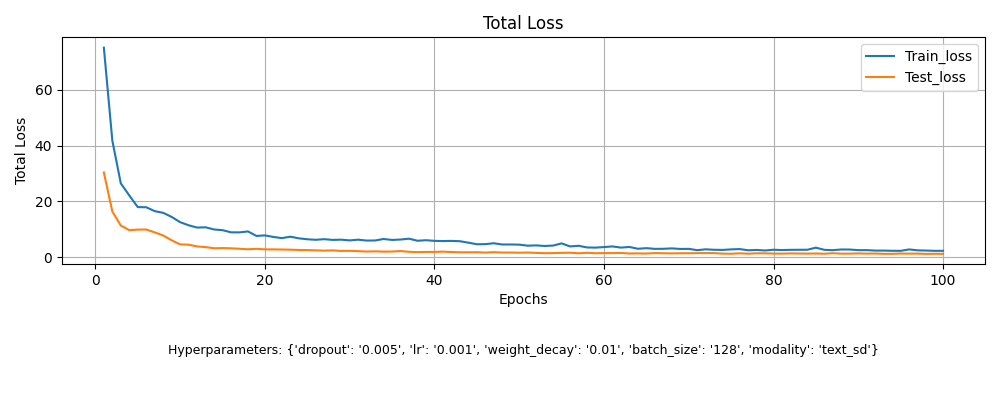 Total Loss
Train_loss
Test_loss
Total Loss
60
40
20
0
0 20 40 60 80 100
Epochs
Hyperparameters: {'dropout': '0.005', 'lr': '0.001', 'weight_decay': '0.01', 'batch_size': '128', 'modality': 'text_sd'}